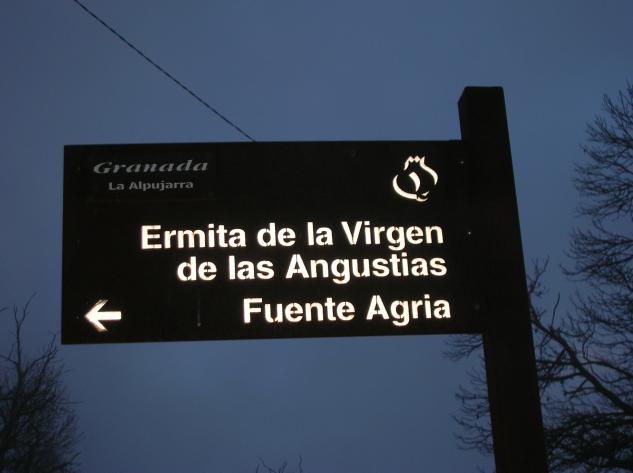 Granada
La Alpujarra
Ermita de la Virgen
de las Angustias
Fuente Agria